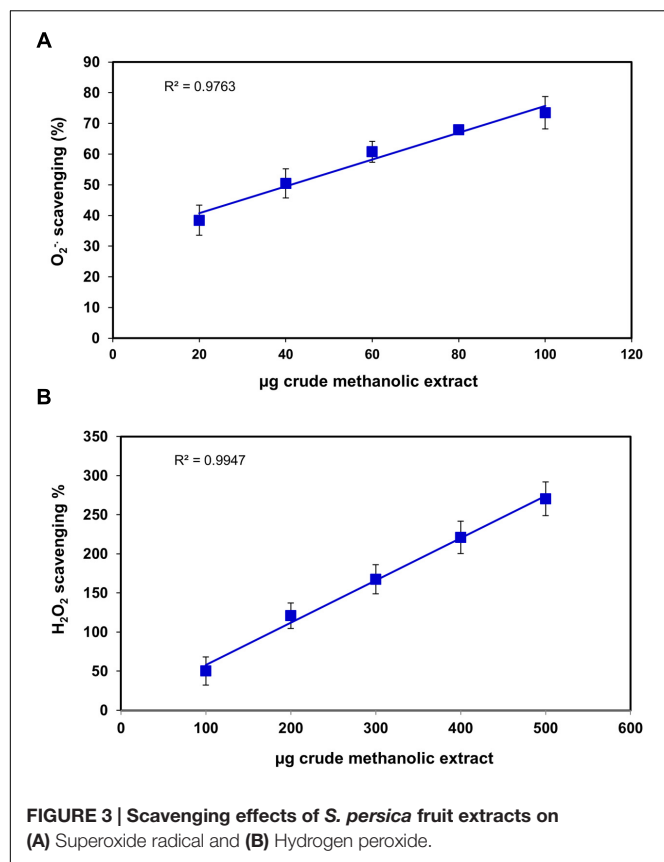 A
90
80
70
60
50
40
30
20
10
0
R² = 0.9763
O₂⁻· scavenging (%)
0 20 40 60 80 100 120
µg crude methanolic extract
B
350
300
250
200
150
100
50
0
R² = 0.9947
H₂O₂ scavenging %
0 100 200 300 400 500 600
µg crude methanolic extract
FIGURE 3 | Scavenging effects of S. persica fruit extracts on
(A) Superoxide radical and (B) Hydrogen peroxide.